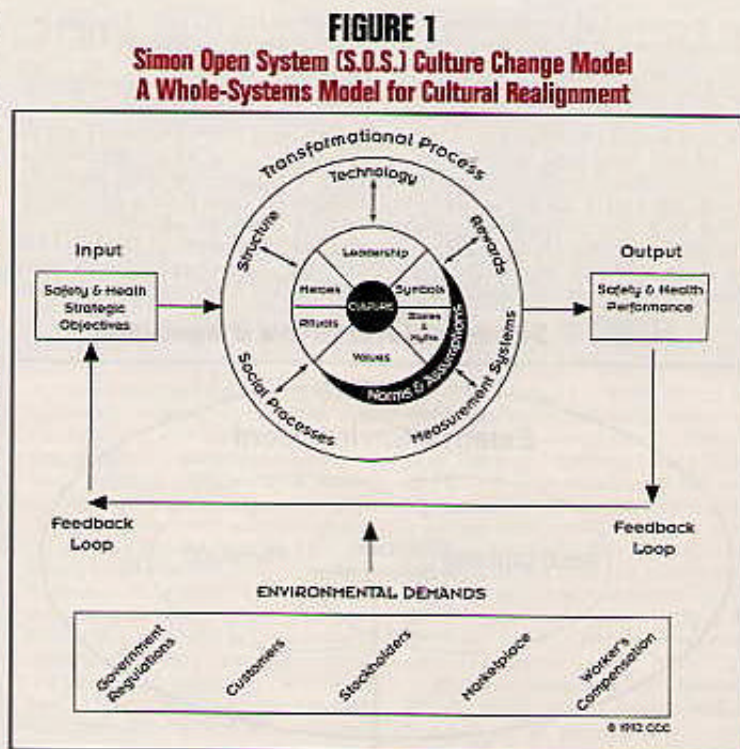 FIGURE 1
Simon Open System (S.O.S.) Culture Change Model
A Whole-Systems Model for Cultural Realignment
Transformational Process
Technology
Structure
Rewards
Social Processes
Measurement Systems
Leadership
Heroes
Symbols
CULTURE
Rituals
Stories
&
Myths
Values
Norms & Assumptions
Input
Safety & Health
Strategic
Objectives
Output
Safety & Health
Performance
Feedback
Loop
Feedback
Loop
ENVIRONMENTAL DEMANDS
Government
Regulations
Customers
Stockholders
Marketplace
Worker's
Compensation
© 1992 CCC